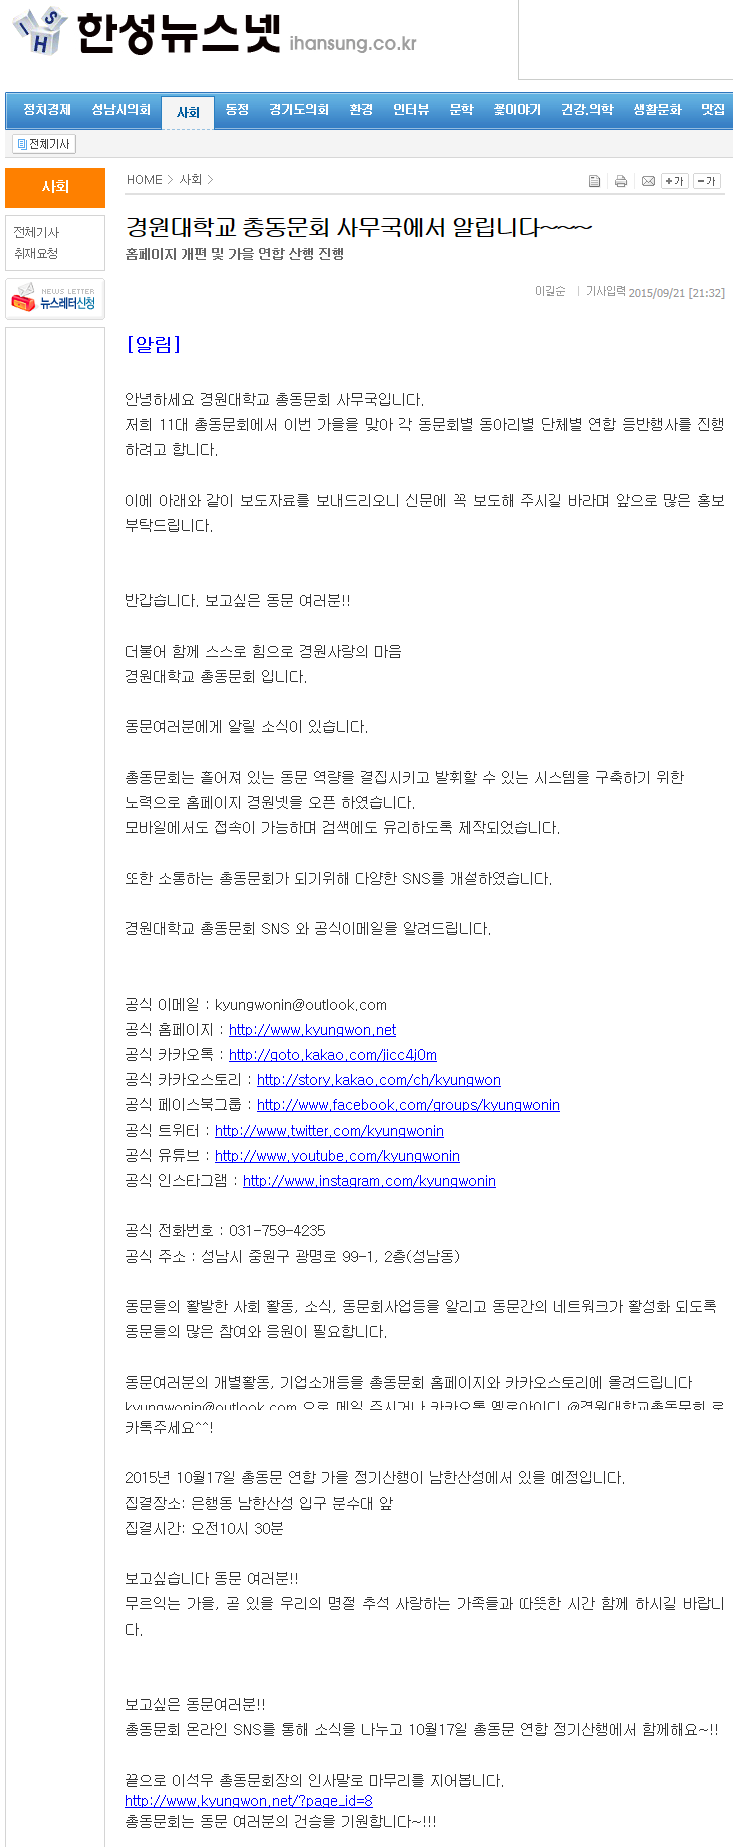 한성뉴스넷 ihansung.co.kr
정치경제 성남시의회 사회 동정 경기도의회 환경 인터뷰 문학 꽃이야기 건강.의학 생활문화 맛집
전체기사
사회
HOME > 사회 >
+가 -가
전체기사
취재요청
NEWS LETTER
뉴스레터신청
경원대학교 총동문회 사무국에서 알립니다~~~
홈페이지 개편 및 가을 연합 산행 진행
이길순 | 기사입력 2015/09/21 [21:32]
[알림]
안녕하세요 경원대학교 총동문회 사무국입니다.
저희 11대 총동문회에서 이번 가을을 맞아 각 동문회별 동아리별 단체별 연합 등반행사를 진행
하려고 합니다.
이에 아래와 같이 보도자료를 보내드리오니 신문에 꼭 보도해 주시길 바라며 앞으로 많은 홍보
부탁드립니다.
반갑습니다. 보고싶은 동문 여러분!!
더불어 함께 스스로 힘으로 경원사랑의 마음
경원대학교 총동문회 입니다.
동문여러분에게 알릴 소식이 있습니다.
총동문회는 흩어져 있는 동문 역량을 결집시키고 발휘할 수 있는 시스템을 구축하기 위한
노력으로 홈페이지 경원넷을 오픈 하였습니다.
모바일에서도 접속이 가능하며 검색에도 유리하도록 제작되었습니다.
또한 소통하는 총동문회가 되기위해 다양한 SNS를 개설하였습니다.
경원대학교 총동문회 SNS 와 공식이메일을 알려드립니다.
공식 이메일 : kyungwonin@outlook.com
공식 홈페이지 : http://www.kyungwon.net
공식 카카오톡 : http://goto.kakao.com/jicc4j0m
공식 카카오스토리 : http://story.kakao.com/ch/kyungwon
공식 페이스북그룹 : http://www.facebook.com/groups/kyungwonin
공식 트위터 : http://www.twitter.com/kyungwonin
공식 유튜브 : http://www.youtube.com/kyungwonin
공식 인스타그램 : http://www.instagram.com/kyungwonin
공식 전화번호 : 031-759-4235
공식 주소 : 성남시 중원구 광명로 99-1, 2층(성남동)
동문들의 활발한 사회 활동, 소식, 동문회사업등을 알리고 동문간의 네트워크가 활성화 되도록
동문들의 많은 참여와 응원이 필요합니다.
동문여러분의 개별활동, 기업소개등을 총동문회 홈페이지와 카카오스토리에 올려드립니다
kyungwonin@outlook.com 으로 메일 주시거나 카카오톡 옐로아이디 @경원대학교총동문회 로
카톡주세요^^!
2015년 10월17일 총동문 연합 가을 정기산행이 남한산성에서 있을 예정입니다.
집결장소: 은행동 남한산성 입구 분수대 앞
집결시간: 오전10시 30분
보고싶습니다 동문 여러분!!
무르익는 가을, 곧 있을 우리의 명절 추석 사랑하는 가족들과 따뜻한 시간 함께 하시길 바랍니
다.
보고싶은 동문여러분!!
총동문회 온라인 SNS를 통해 소식을 나누고 10월17일 총동문 연합 정기산행에서 함께해요~!!
끝으로 이석우 총동문회장의 인사말로 마무리를 지어봅니다.
http://www.kyungwon.net/?page_id=8
총동문회는 동문 여러분의 건승을 기원합니다~!!!